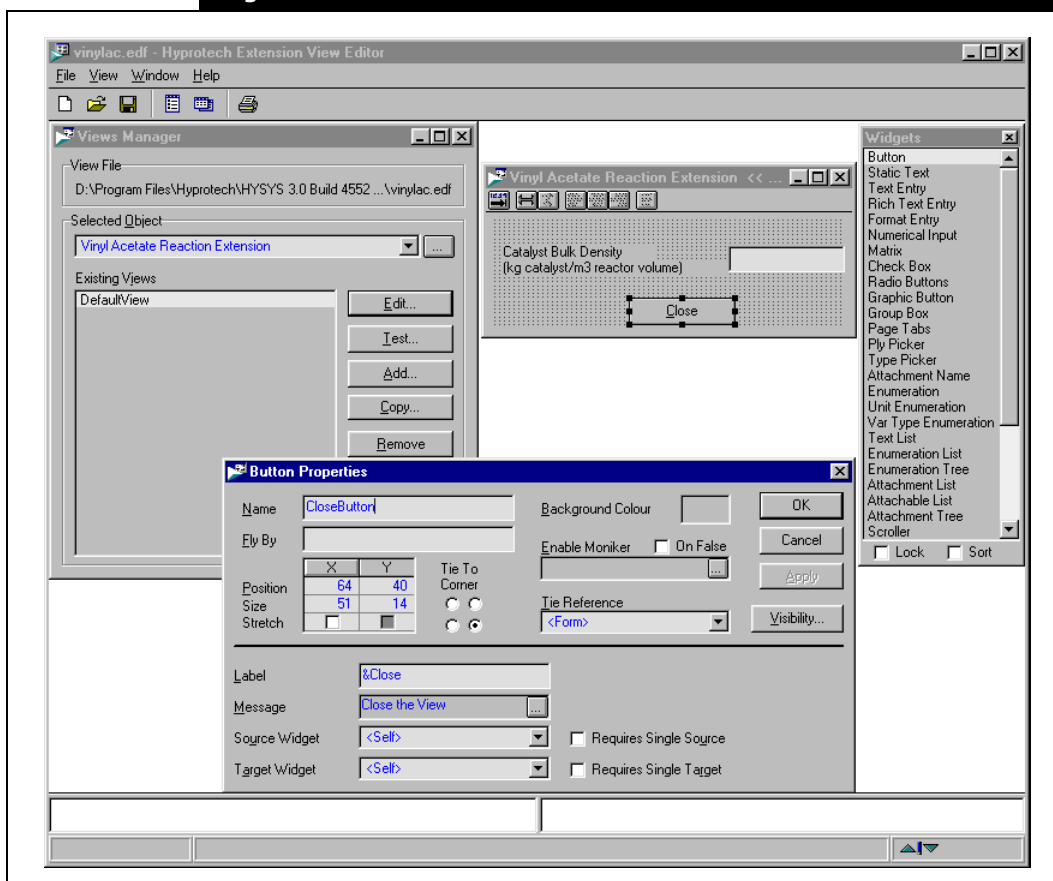 vinylac.edf - Hyprotech Extension View Editor
File View Window Help
Views Manager
View File
D:\Program Files\Hyprotech\HYSYS 3.0 Build 4552 ...\vinylac.edf
Selected Object
Vinyl Acetate Reaction Extension
...
Existing Views
DefaultView
Edit...
Test...
Add...
Copy...
Remove
Vinyl Acetate Reaction Extension << ...
Catalyst Bulk Density
(kg catalyst/m3 reactor volume)
Close
Widgets
Button
Static Text
Text Entry
Rich Text Entry
Format Entry
Numerical Input
Matrix
Check Box
Radio Buttons
Graphic Button
Group Box
Page Tabs
Ply Picker
Type Picker
Attachment Name
Enumeration
Unit Enumeration
Var Type Enumeration
Text List
Enumeration List
Enumeration Tree
Attachment List
Attachable List
Attachment Tree
Scroller
Lock Sort
Button Properties
Name CloseButton
Fly By
X Y
Position 64 40
Size 51 14
Stretch
Tie To
Corner
Background Colour
Enable Moniker On False
...
Tie Reference
<Form>
OK
Cancel
Apply
Visibility...
Label &Close
Message Close the View ...
Source Widget <Self> Requires Single Source
Target Widget <Self> Requires Single Target